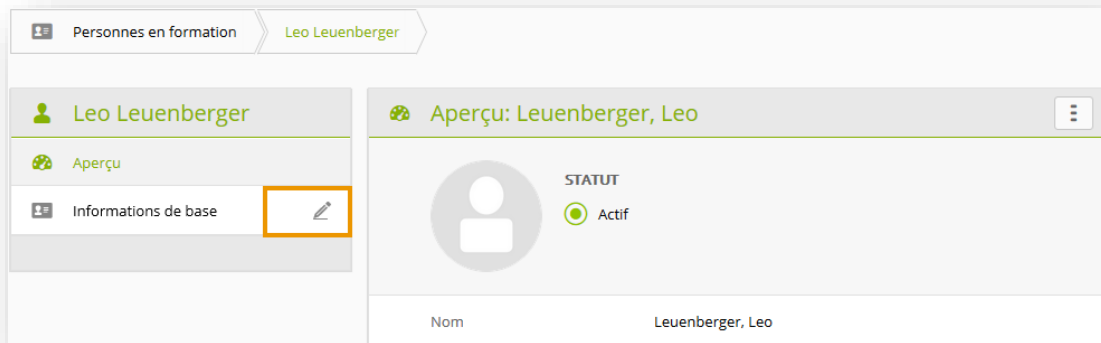 Personnes en formation
Leo Leuenberger
Leo Leuenberger
Aperçu
Informations de base
Aperçu: Leuenberger, Leo
STATUT
Actif
Nom Leuenberger, Leo